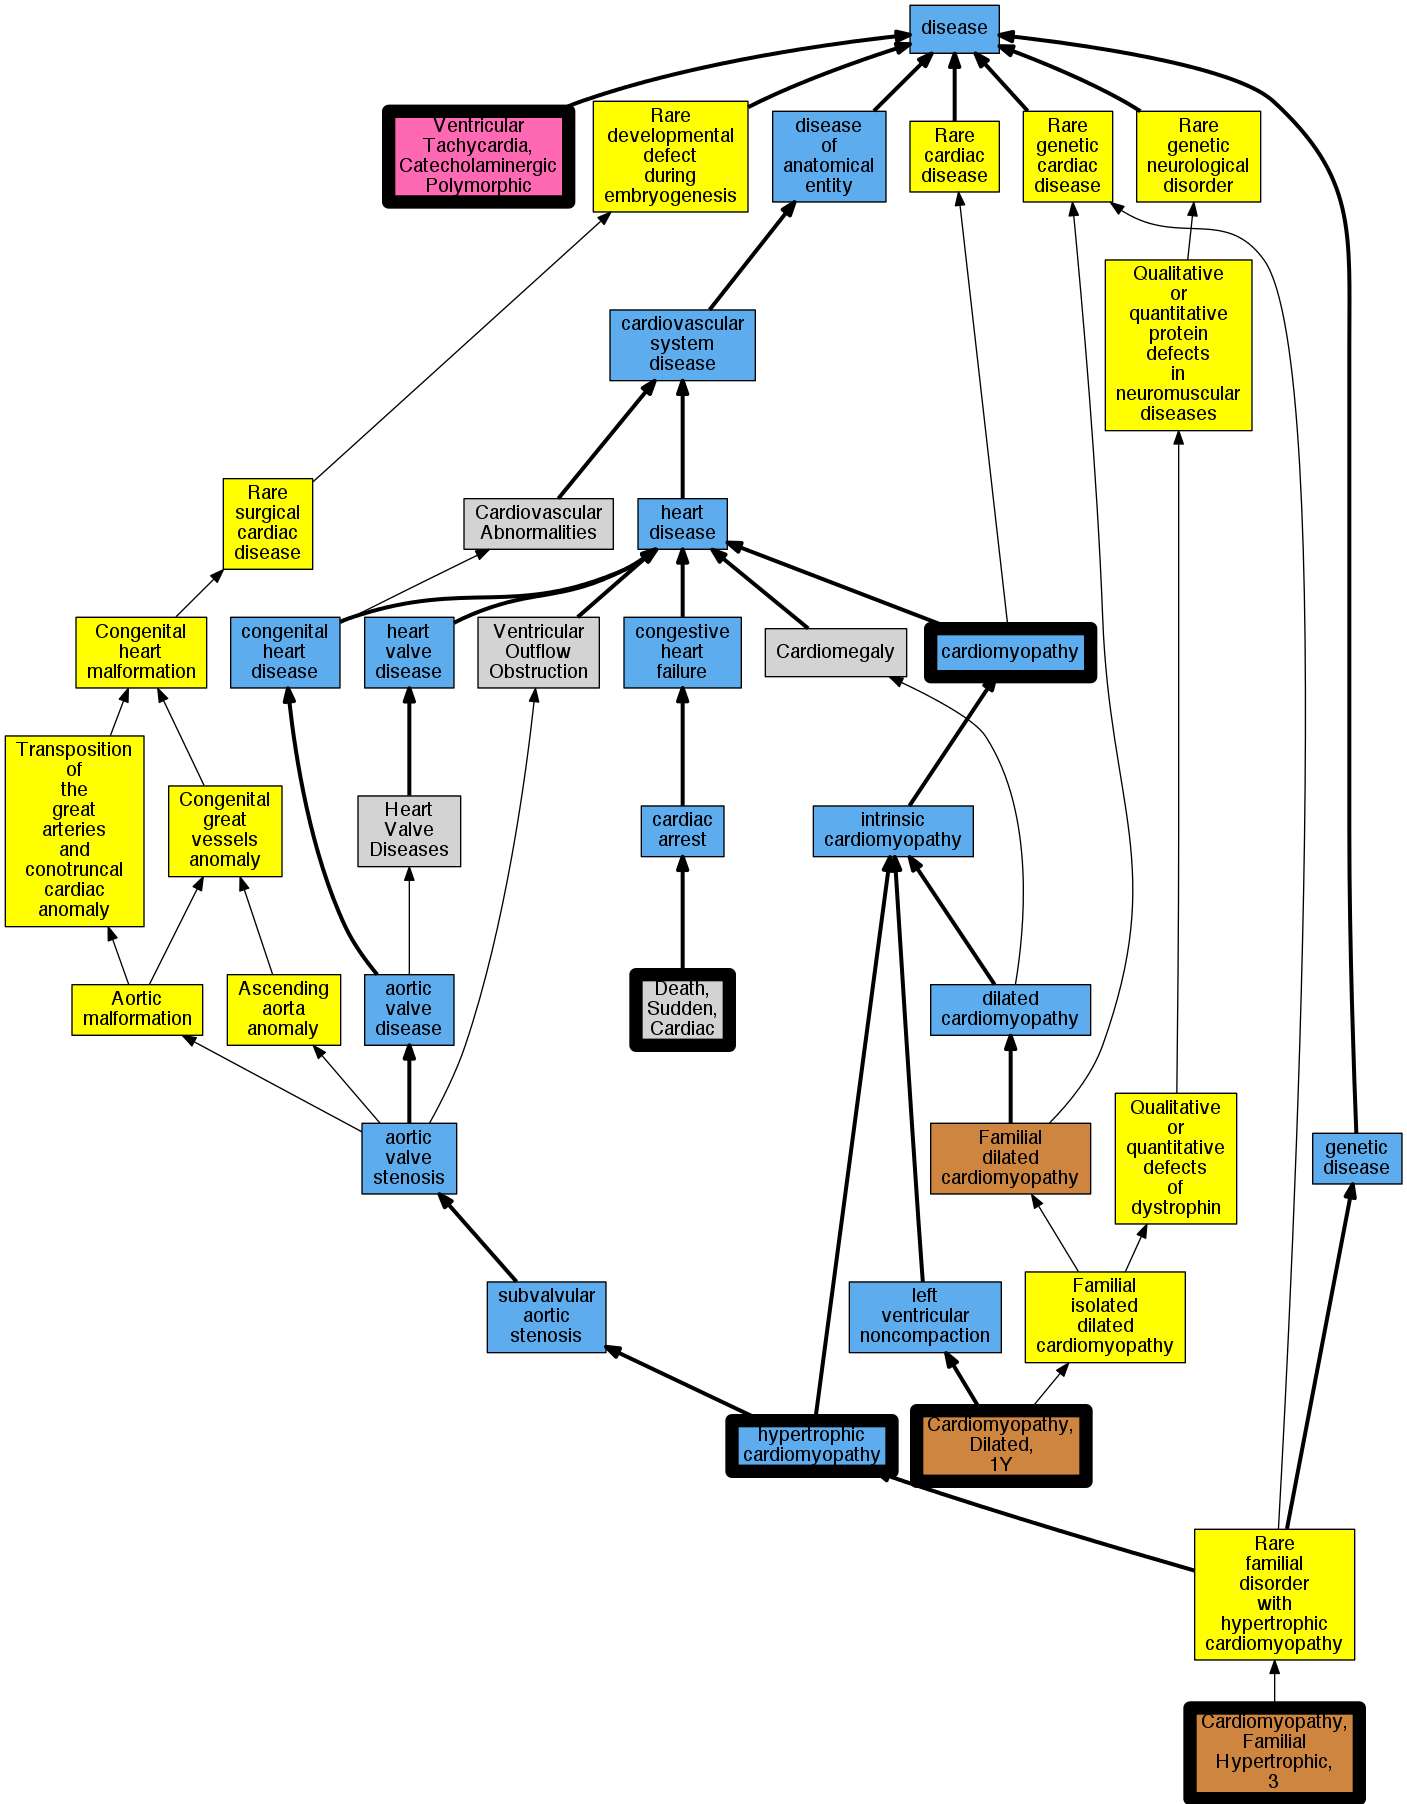 disease
Ventricular
Tachycardia,
Catecholaminergic
Polymorphic
Rare
developmental
defect
during
embryogenesis
disease
of
anatomical
entity
Rare
cardiac
disease
Rare
genetic
cardiac
disease
Rare
genetic
neurological
disorder
Qualitative
or
quantitative
protein
defects
in
neuromuscular
diseases
cardiovascular
system
disease
Rare
surgical
cardiac
disease
Cardiovascular
Abnormalities
heart
disease
Congenital
heart
malformation
congenital
heart
disease
heart
valve
disease
Ventricular
Outflow
Obstruction
congestive
heart
failure
Cardiomegaly
cardiomyopathy
Transposition
of
the
great
arteries
and
conotruncal
cardiac
anomaly
Congenital
great
vessels
anomaly
Heart
Valve
Diseases
cardiac
arrest
intrinsic
cardiomyopathy
Aortic
malformation
Ascending
aorta
anomaly
aortic
valve
disease
Death,
Sudden,
Cardiac
dilated
cardiomyopathy
aortic
valve
stenosis
Familial
dilated
cardiomyopathy
Qualitative
or
quantitative
defects
of
dystrophin
genetic
disease
subvalvular
aortic
stenosis
left
ventricular
noncompaction
Familial
isolated
dilated
cardiomyopathy
hypertrophic
cardiomyopathy
Cardiomyopathy,
Dilated,
1Y
Rare
familial
disorder
with
hypertrophic
cardiomyopathy
Cardiomyopathy,
Familial
Hypertrophic,
3